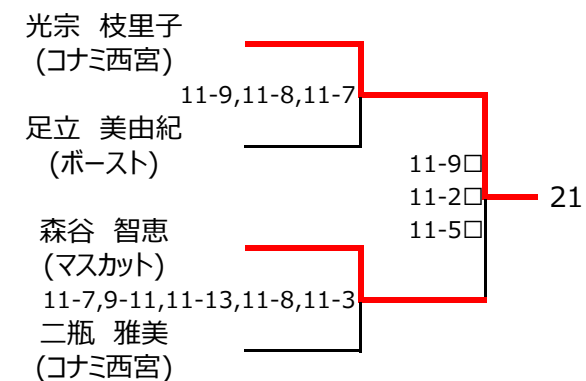 光宗　枝里子
(コナミ西宮)
11-9,11-8,11-7
足立　美由紀
(ボースト)
11-9□
11-2□
11-5□
21
森谷　智恵
(マスカット)
11-7,9-11,11-13,11-8,11-3
二瓶　雅美
(コナミ西宮)